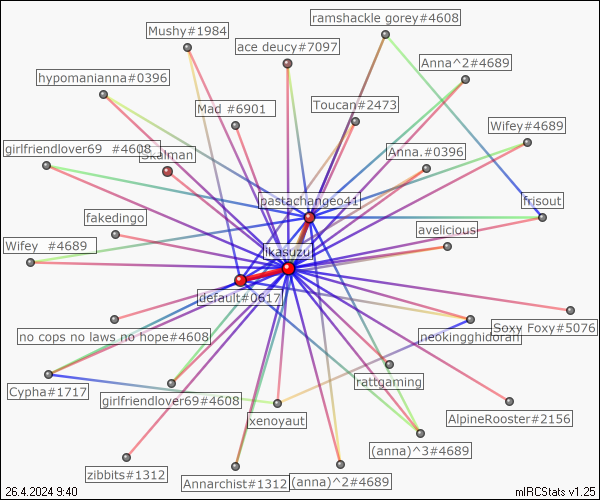 ramshackle gorey#4608
Mushy#1984
ace deucy#7097
Anna^2#4689
hypomanianna#0396
Mad #6901
Toucan#2473
Wifey#4689
girlfriendlover69 #4608
Skalman
Anna.#0396
pastachangeo41
frisout
fakedingo
avelicious
Wifey #4689
ikasuzu
default#0617
Soxy Foxy#5076
no cops no laws no hope#4608
neokingghidorah
rattgaming
Cypha#1717
girlfriendlover69#4608
xenoyaut
AlpineRooster#2156
(anna)^3#4689
zibbits#1312
Annarchist#1312
(anna)^2#4689
26.4.2024 9:40
mIRCStats v1.25